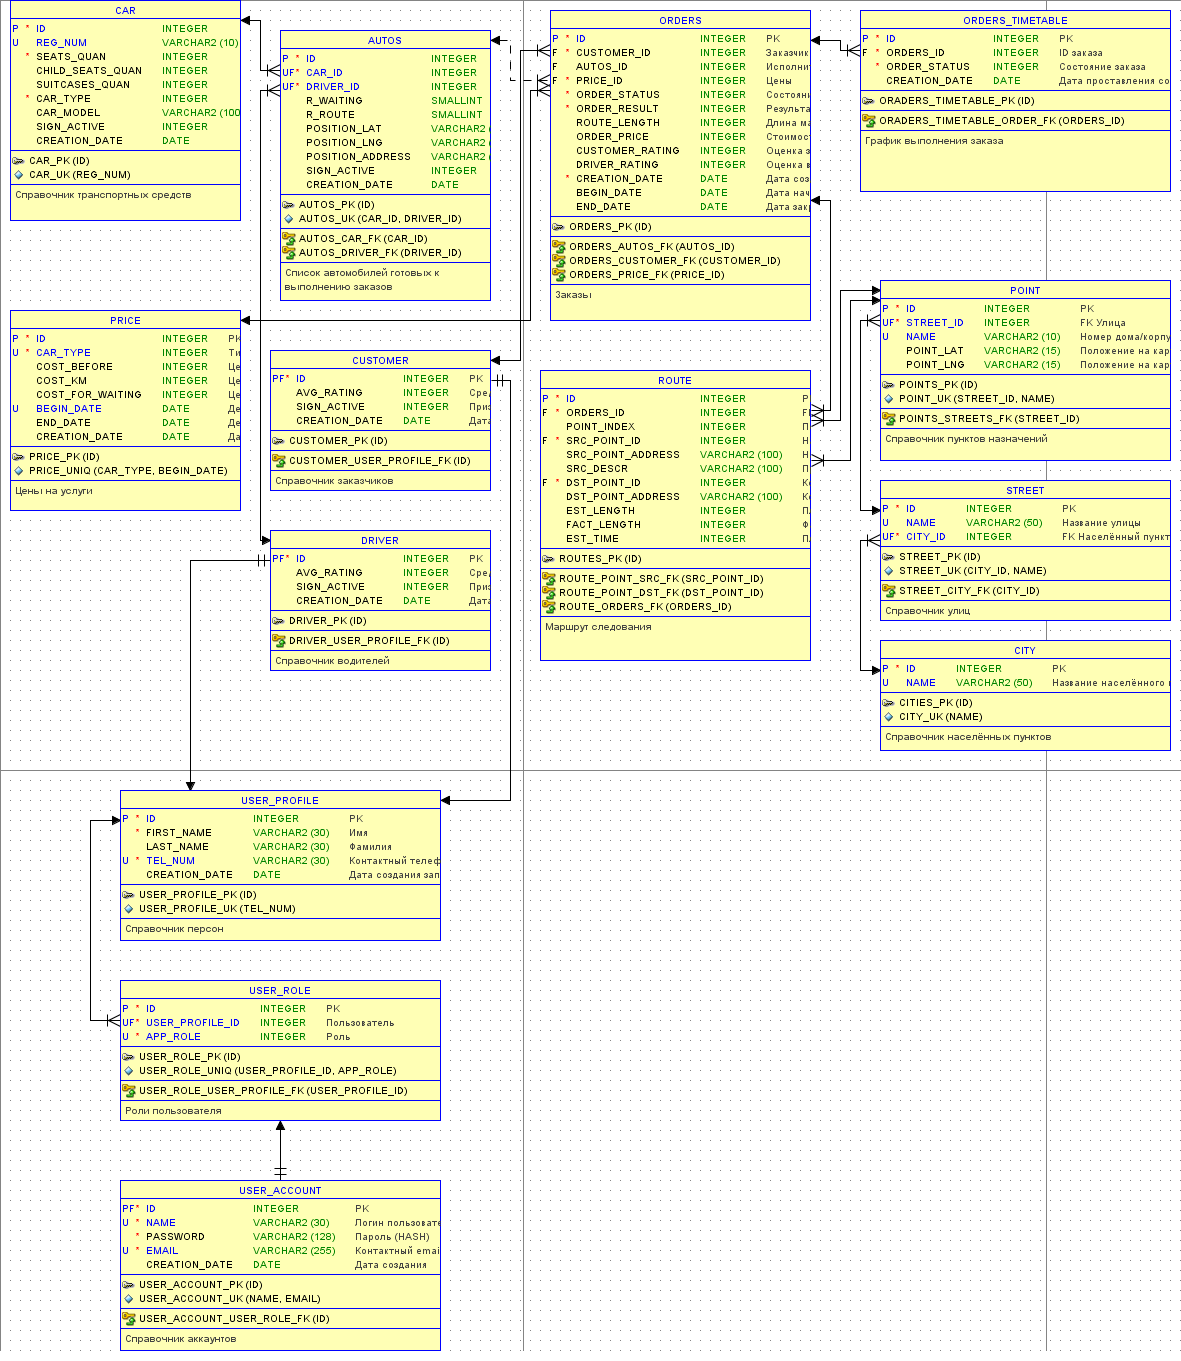 CAR
P * ID INTEGER
U REG_NUM VARCHAR2 (10)
* SEATS_QUAN INTEGER
CHILD_SEATS_QUAN INTEGER
SUITCASES_QUAN INTEGER
* CAR_TYPE INTEGER
CAR_MODEL VARCHAR2 (100
SIGN_ACTIVE INTEGER
CREATION_DATE DATE
CAR_PK (ID)
CAR_UK (REG_NUM)
Справочник транспортных средств
AUTOS
P * ID INTEGER
UF* CAR_ID INTEGER
UF* DRIVER_ID INTEGER
R_WAITING SMALLINT
R_ROUTE SMALLINT
POSITION_LAT VARCHAR2
POSITION_LNG VARCHAR2
POSITION_ADDRESS VARCHAR2
SIGN_ACTIVE INTEGER
CREATION_DATE DATE
AUTOS_PK (ID)
AUTOS_UK (CAR_ID, DRIVER_ID)
AUTOS_CAR_FK (CAR_ID)
AUTOS_DRIVER_FK (DRIVER_ID)
Список автомобилей готовых к
выполнению заказов
ORDERS
P * ID INTEGER PK
F * CUSTOMER_ID INTEGER Заказчик
F AUTOS_ID INTEGER Исполни
F * PRICE_ID INTEGER Цены
* ORDER_STATUS INTEGER Состоян
* ORDER_RESULT INTEGER Результа
ROUTE_LENGTH INTEGER Длина ма
ORDER_PRICE INTEGER Стоимос
CUSTOMER_RATING INTEGER Оценка з
DRIVER_RATING INTEGER Оценка в
* CREATION_DATE DATE Дата соз
BEGIN_DATE DATE Дата нач
END_DATE DATE Дата зак
ORDERS_PK (ID)
ORDERS_AUTOS_FK (AUTOS_ID)
ORDERS_CUSTOMER_FK (CUSTOMER_ID)
ORDERS_PRICE_FK (PRICE_ID)
Заказы
ORDERS_TIMETABLE
P * ID INTEGER PK
F * ORDERS_ID INTEGER ID заказа
* ORDER_STATUS INTEGER Состояние заказа
CREATION_DATE DATE Дата проставления со
ORADERS_TIMETABLE_PK (ID)
ORADERS_TIMETABLE_ORDER_FK (ORDERS_ID)
График выполнения заказа
PRICE
P * ID INTEGER PK
U * CAR_TYPE INTEGER Ти
COST_BEFORE INTEGER Це
COST_KM INTEGER Це
COST_FOR_WAITING INTEGER Це
U BEGIN_DATE DATE Де
END_DATE DATE Де
CREATION_DATE DATE Да
PRICE_PK (ID)
PRICE_UNIQ (CAR_TYPE, BEGIN_DATE)
Цены на услуги
CUSTOMER
PF* ID INTEGER PK
AVG_RATING INTEGER Сре
SIGN_ACTIVE INTEGER При
CREATION_DATE DATE Дата
CUSTOMER_PK (ID)
CUSTOMER_USER_PROFILE_FK (ID)
Справочник заказчиков
DRIVER
PF* ID INTEGER PK
AVG_RATING INTEGER Сре
SIGN_ACTIVE INTEGER При
CREATION_DATE DATE Дата
DRIVER_PK (ID)
DRIVER_USER_PROFILE_FK (ID)
Справочник водителей
ROUTE
P * ID INTEGER P
F * ORDERS_ID INTEGER F
POINT_INDEX INTEGER П
F * SRC_POINT_ID INTEGER Н
SRC_POINT_ADDRESS VARCHAR2 (100) Н
SRC_DESCR VARCHAR2 (100) П
F * DST_POINT_ID INTEGER К
DST_POINT_ADDRESS VARCHAR2 (100) К
EST_LENGTH INTEGER П
FACT_LENGTH INTEGER Ф
EST_TIME INTEGER П
ROUTES_PK (ID)
ROUTE_POINT_SRC_FK (SRC_POINT_ID)
ROUTE_POINT_DST_FK (DST_POINT_ID)
ROUTE_ORDERS_FK (ORDERS_ID)
Маршрут следования
POINT
P * ID INTEGER PK
UF* STREET_ID INTEGER FK Улица
U NAME VARCHAR2 (10) Номер дома/корпу
POINT_LAT VARCHAR2 (15) Положение на кар
POINT_LNG VARCHAR2 (15) Положение на кар
POINTS_PK (ID)
POINT_UK (STREET_ID, NAME)
POINTS_STREETS_FK (STREET_ID)
Справочник пунктов назначений
STREET
P * ID INTEGER PK
U NAME VARCHAR2 (50) Название улицы
UF* CITY_ID INTEGER FK Населённый пункт
STREET_PK (ID)
STREET_UK (CITY_ID, NAME)
STREET_CITY_FK (CITY_ID)
Справочник улиц
CITY
P * ID INTEGER PK
U NAME VARCHAR2 (50) Название населённого
CITIES_PK (ID)
CITY_UK (NAME)
Справочник населённых пунктов
USER_PROFILE
P * ID INTEGER PK
* FIRST_NAME VARCHAR2 (30) Имя
LAST_NAME VARCHAR2 (30) Фамилия
U * TEL_NUM VARCHAR2 (30) Контактный телеф
CREATION_DATE DATE Дата создания зап
USER_PROFILE_PK (ID)
USER_PROFILE_UK (TEL_NUM)
Справочник персон
USER_ROLE
P * ID INTEGER PK
UF* USER_PROFILE_ID INTEGER Пользователь
U * APP_ROLE INTEGER Роль
USER_ROLE_PK (ID)
USER_ROLE_UNIQ (USER_PROFILE_ID, APP_ROLE)
USER_ROLE_USER_PROFILE_FK (USER_PROFILE_ID)
Роли пользователя
USER_ACCOUNT
PF* ID INTEGER PK
U * NAME VARCHAR2 (30) Логин пользовате
* PASSWORD VARCHAR2 (128) Пароль (HASH)
U * EMAIL VARCHAR2 (255) Контактный emai
CREATION_DATE DATE Дата создания
USER_ACCOUNT_PK (ID)
USER_ACCOUNT_UK (NAME, EMAIL)
USER_ACCOUNT_USER_ROLE_FK (ID)
Справочник аккаунтов